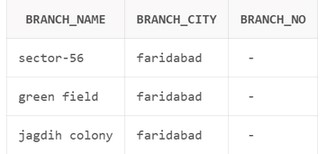 BRANCH_NAME BRANCH_CITY BRANCH_NO
sector-56 faridabad -
green field faridabad -
jagdih colony faridabad -